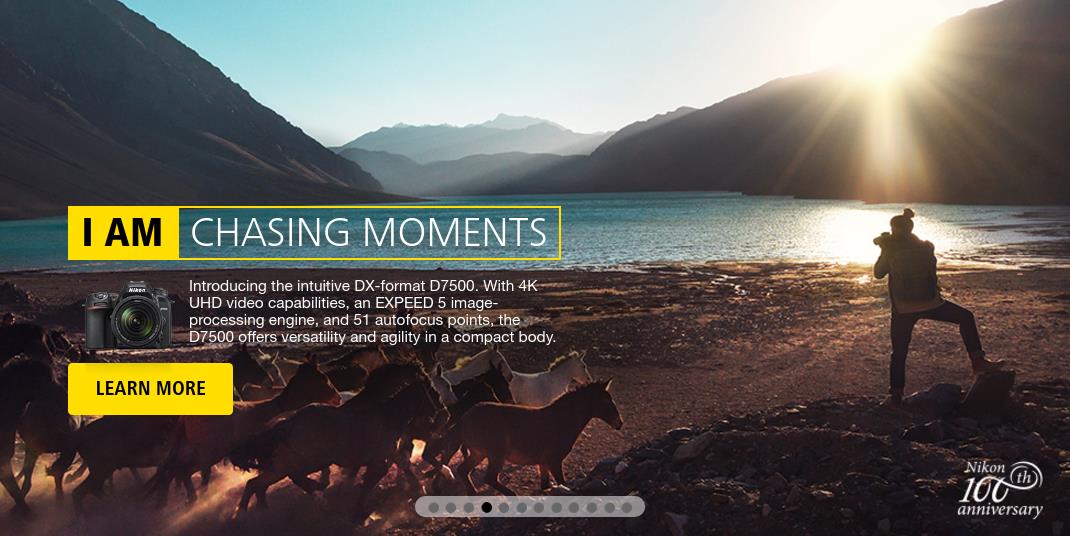 I AM CHASING MOMENTS
Introducing the intuitive DX-format D7500. With 4K
UHD video capabilities, an EXPEED 5 image-
processing engine, and 51 autofocus points, the
D7500 offers versatility and agility in a compact body.
Nikon
LEARN MORE
Nikon
100th
anniversary